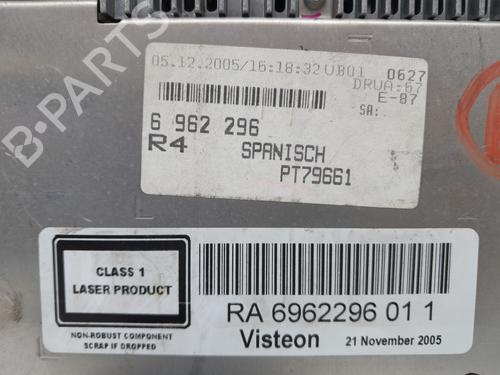 05.12.2005/16:18:32 UB01 0627
DRVA:67
E-87
SA:
6 962 296
R4 SPANISCH
PT79661
CLASS 1
LASER PRODUCT
NON-ROBUST COMPONENT
SCRAP IF DROPPED
RA 6962296 01 1
Visteon 21 November 2005
B-PARTS